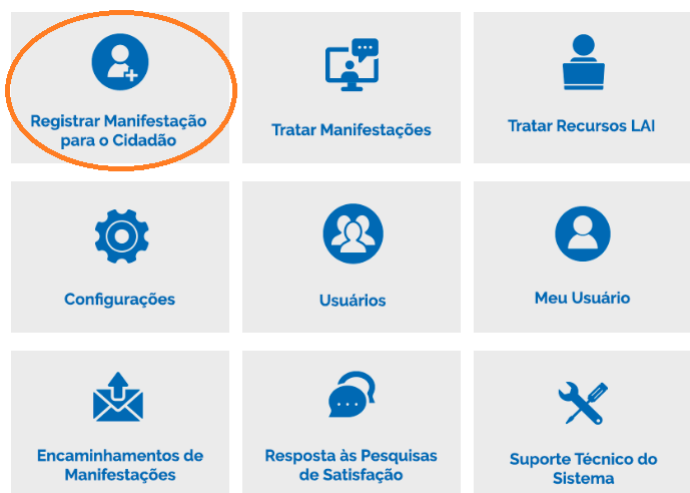 Registrar Manifestação
para o Cidadão
Tratar Manifestações
Tratar Recursos LAI
Configurações
Usuários
Meu Usuário
Encaminhamentos de
Manifestações
Resposta às Pesquisas
de Satisfação
Suporte Técnico do
Sistema